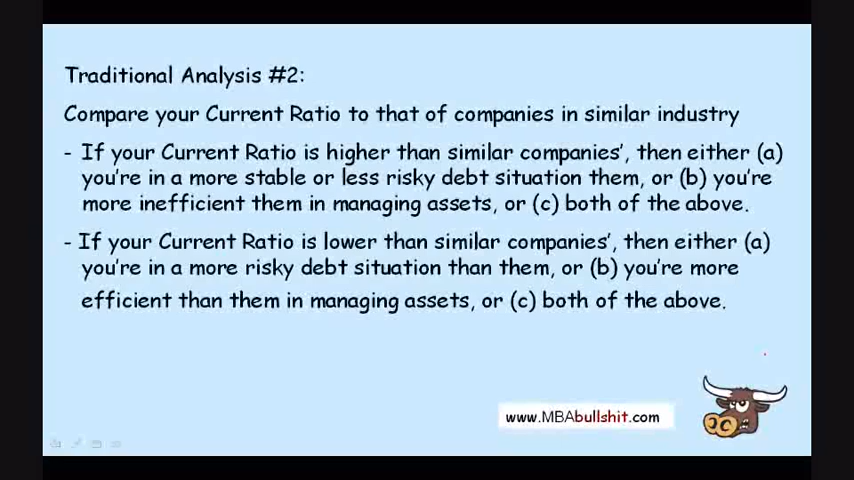 Traditional Analysis #2:
Compare your Current Ratio to that of companies in similar industry
- If your Current Ratio is higher than similar companies', then either (a)
you're in a more stable or less risky debt situation them, or (b) you're
more inefficient them in managing assets, or (c) both of the above.
- If your Current Ratio is lower than similar companies', then either (a)
you're in a more risky debt situation than them, or (b) you're more
efficient than them in managing assets, or (c) both of the above.
www.MBAbullshit.com